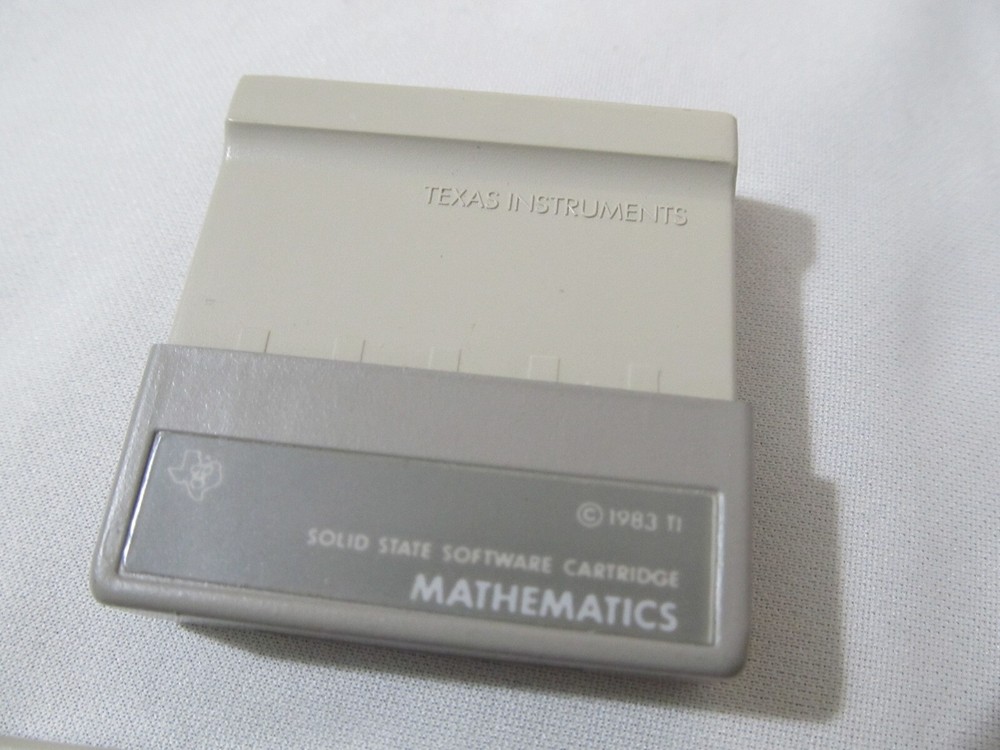 TEXAS INSTRUMENTS
© 1983 TI
SOLID STATE SOFTWARE CARTRIDGE
MATHEMATICS